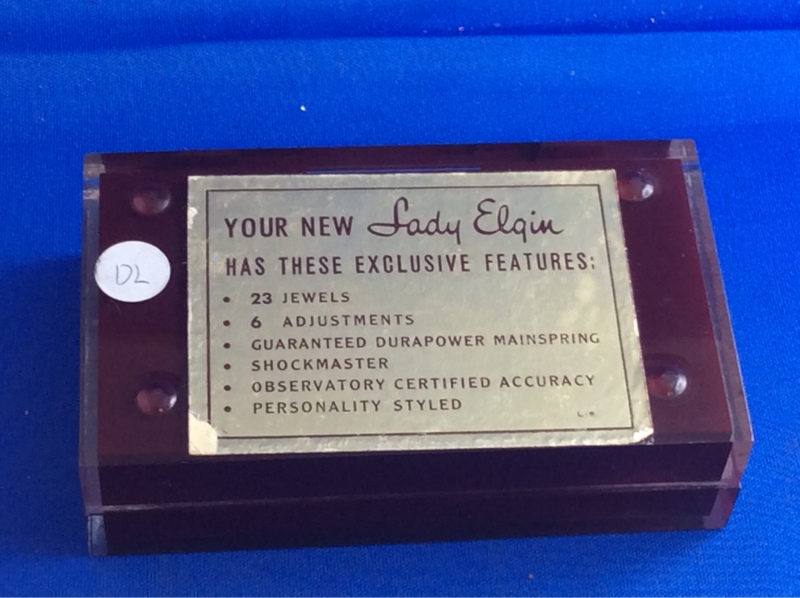 YOUR NEW Lady Elgin
HAS THESE EXCLUSIVE FEATURES:
• 23 JEWELS
• 6 ADJUSTMENTS
• GUARANTEED DURAPOWER MAINSPRING
• SHOCKMASTER
• OBSERVATORY CERTIFIED ACCURACY
• PERSONALITY STYLED
DL